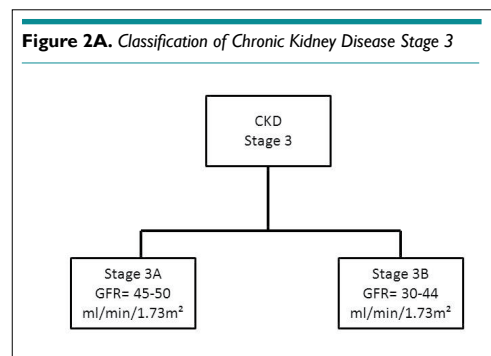 Figure 2A. Classification of Chronic Kidney Disease Stage 3
CKD
Stage 3
Stage 3A
GFR= 45-50
ml/min/1.73m²
Stage 3B
GFR= 30-44
ml/min/1.73m²